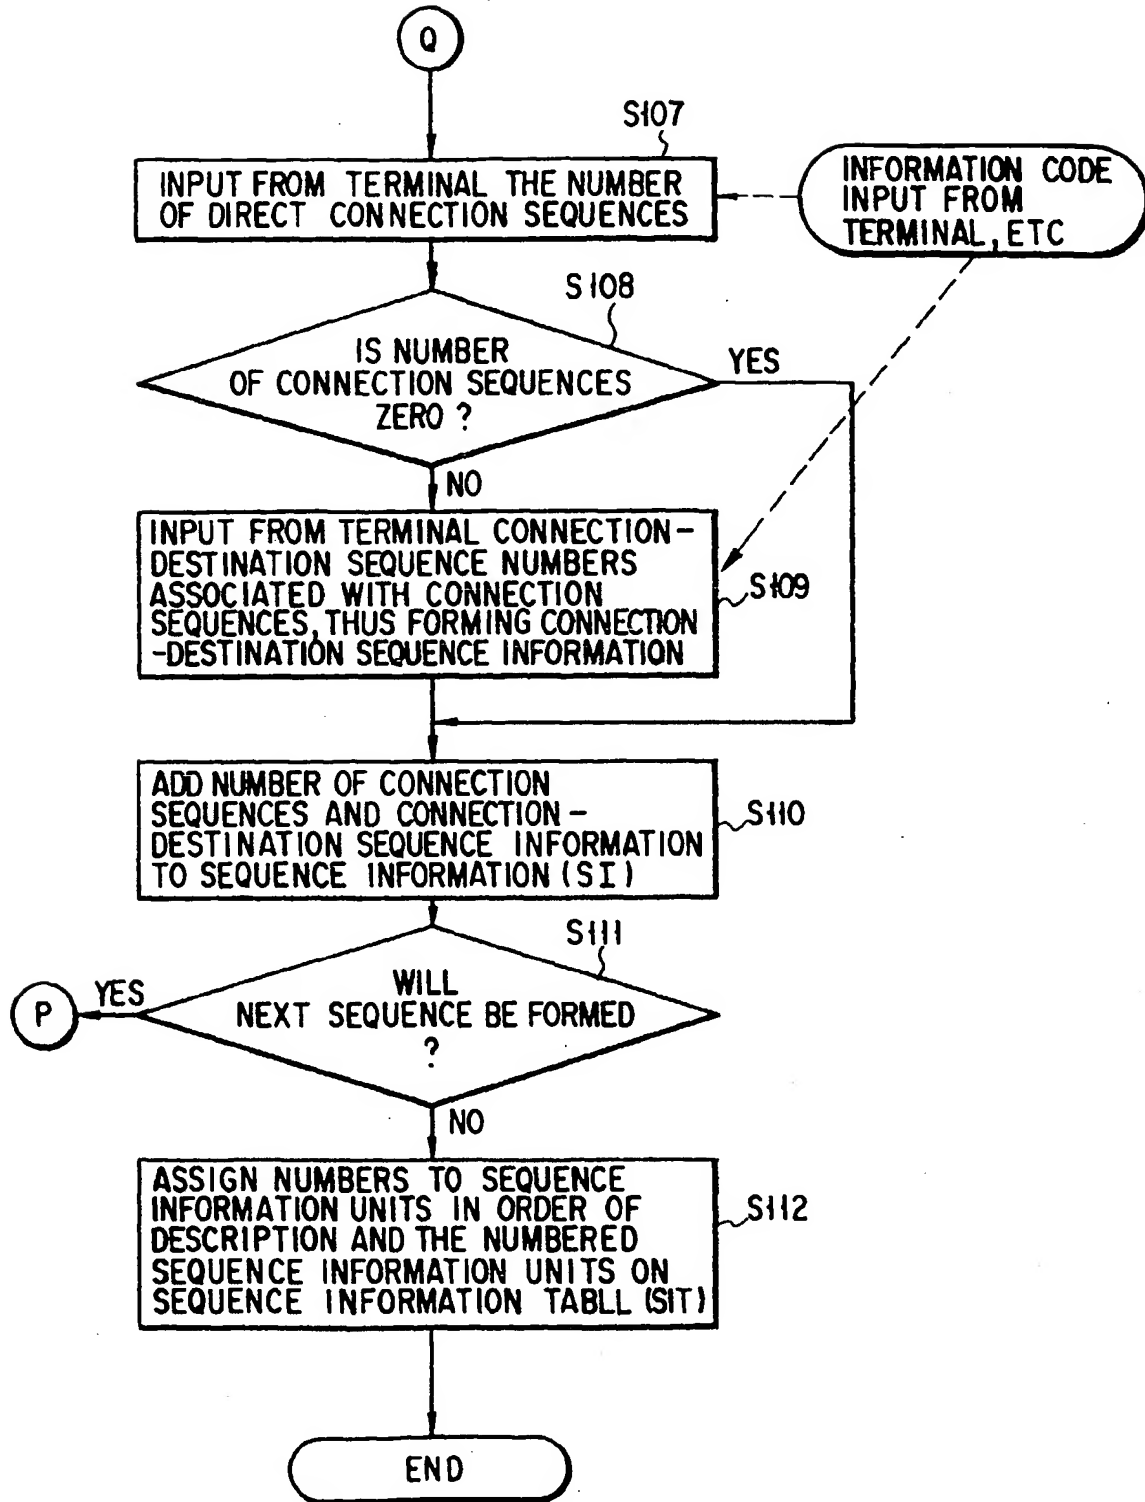 Q
S107
INPUT FROM TERMINAL THE NUMBER
OF DIRECT CONNECTION SEQUENCES
INFORMATION CODE
INPUT FROM
TERMINAL, ETC
S108
IS NUMBER
OF CONNECTION SEQUENCES
ZERO ?
YES
NO
INPUT FROM TERMINAL CONNECTION-
DESTINATION SEQUENCE NUMBERS
ASSOCIATED WITH CONNECTION
SEQUENCES, THUS FORMING CONNECTION
-DESTINATION SEQUENCE INFORMATION
S109
ADD NUMBER OF CONNECTION
SEQUENCES AND CONNECTION-
DESTINATION SEQUENCE INFORMATION
TO SEQUENCE INFORMATION (SI)
S110
S111
WILL
NEXT SEQUENCE BE FORMED
?
YES
P
NO
ASSIGN NUMBERS TO SEQUENCE
INFORMATION UNITS IN ORDER OF
DESCRIPTION AND THE NUMBERED
SEQUENCE INFORMATION UNITS ON
SEQUENCE INFORMATION TABLL (SIT)
S112
END